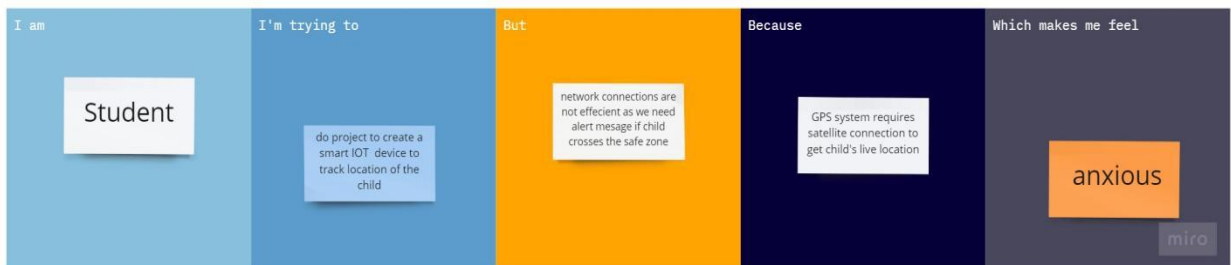 I am
Student
I'm trying to
do project to create a
smart IOT device to
track location of the
child
But
network connections are
not effecient as we need
alert mesage if child
crosses the safe zone
Because
GPS system requires
satellite connection to
get child's live location
Which makes me feel
anxious
miro